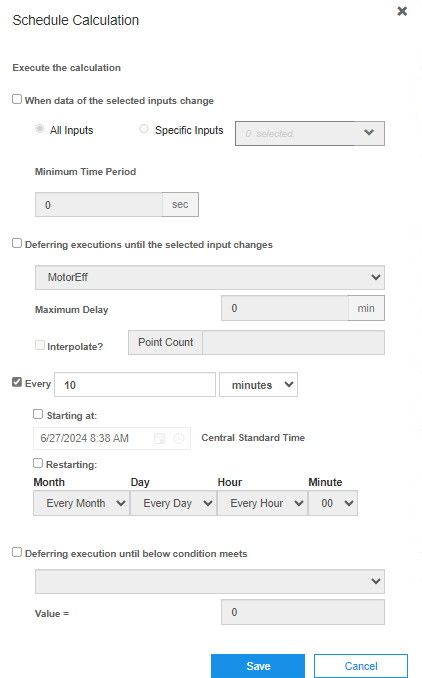 Schedule Calculation
Execute the calculation
When data of the selected inputs change
All Inputs Specific Inputs 0 selected
Minimum Time Period
0 sec
Deferring executions until the selected input changes
MotorEff
Maximum Delay 0 min
Interpolate? Point Count
Every 10 minutes
Starting at:
6/27/2024 8:38 AM Central Standard Time
Restarting:
Month Day Hour Minute
Every Month Every Day Every Hour 00
Deferring execution until below condition meets
Value = 0
Save Cancel